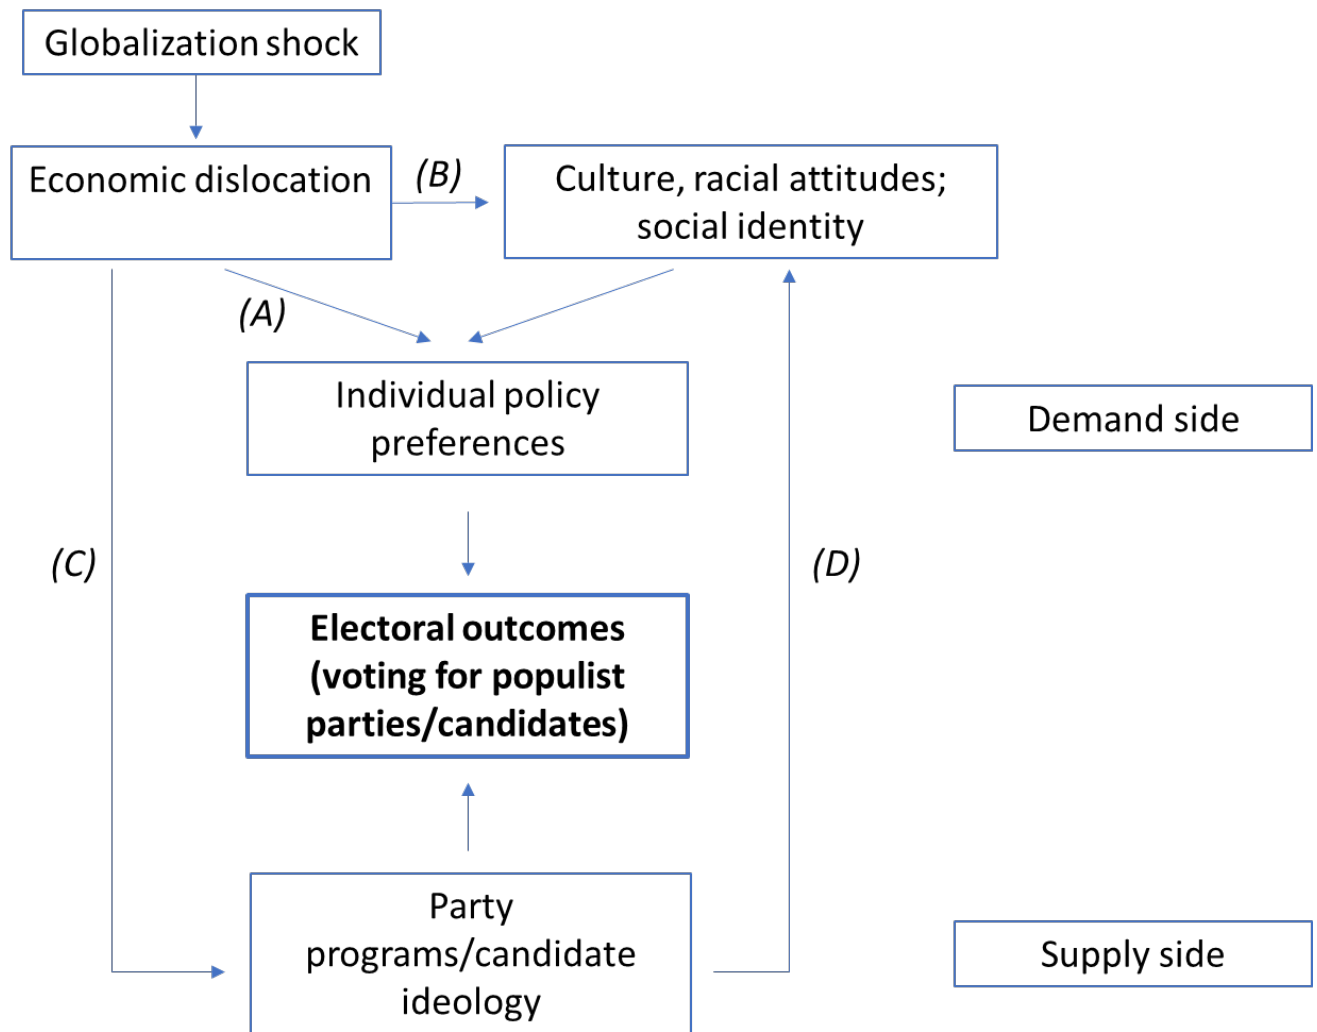 Globalization shock
Economic dislocation
(B)
Culture, racial attitudes;
social identity
(A)
Individual policy
preferences
Demand side
(C)
(D)
Electoral outcomes
(voting for populist
parties/candidates)
Party
programs/candidate
ideology
Supply side